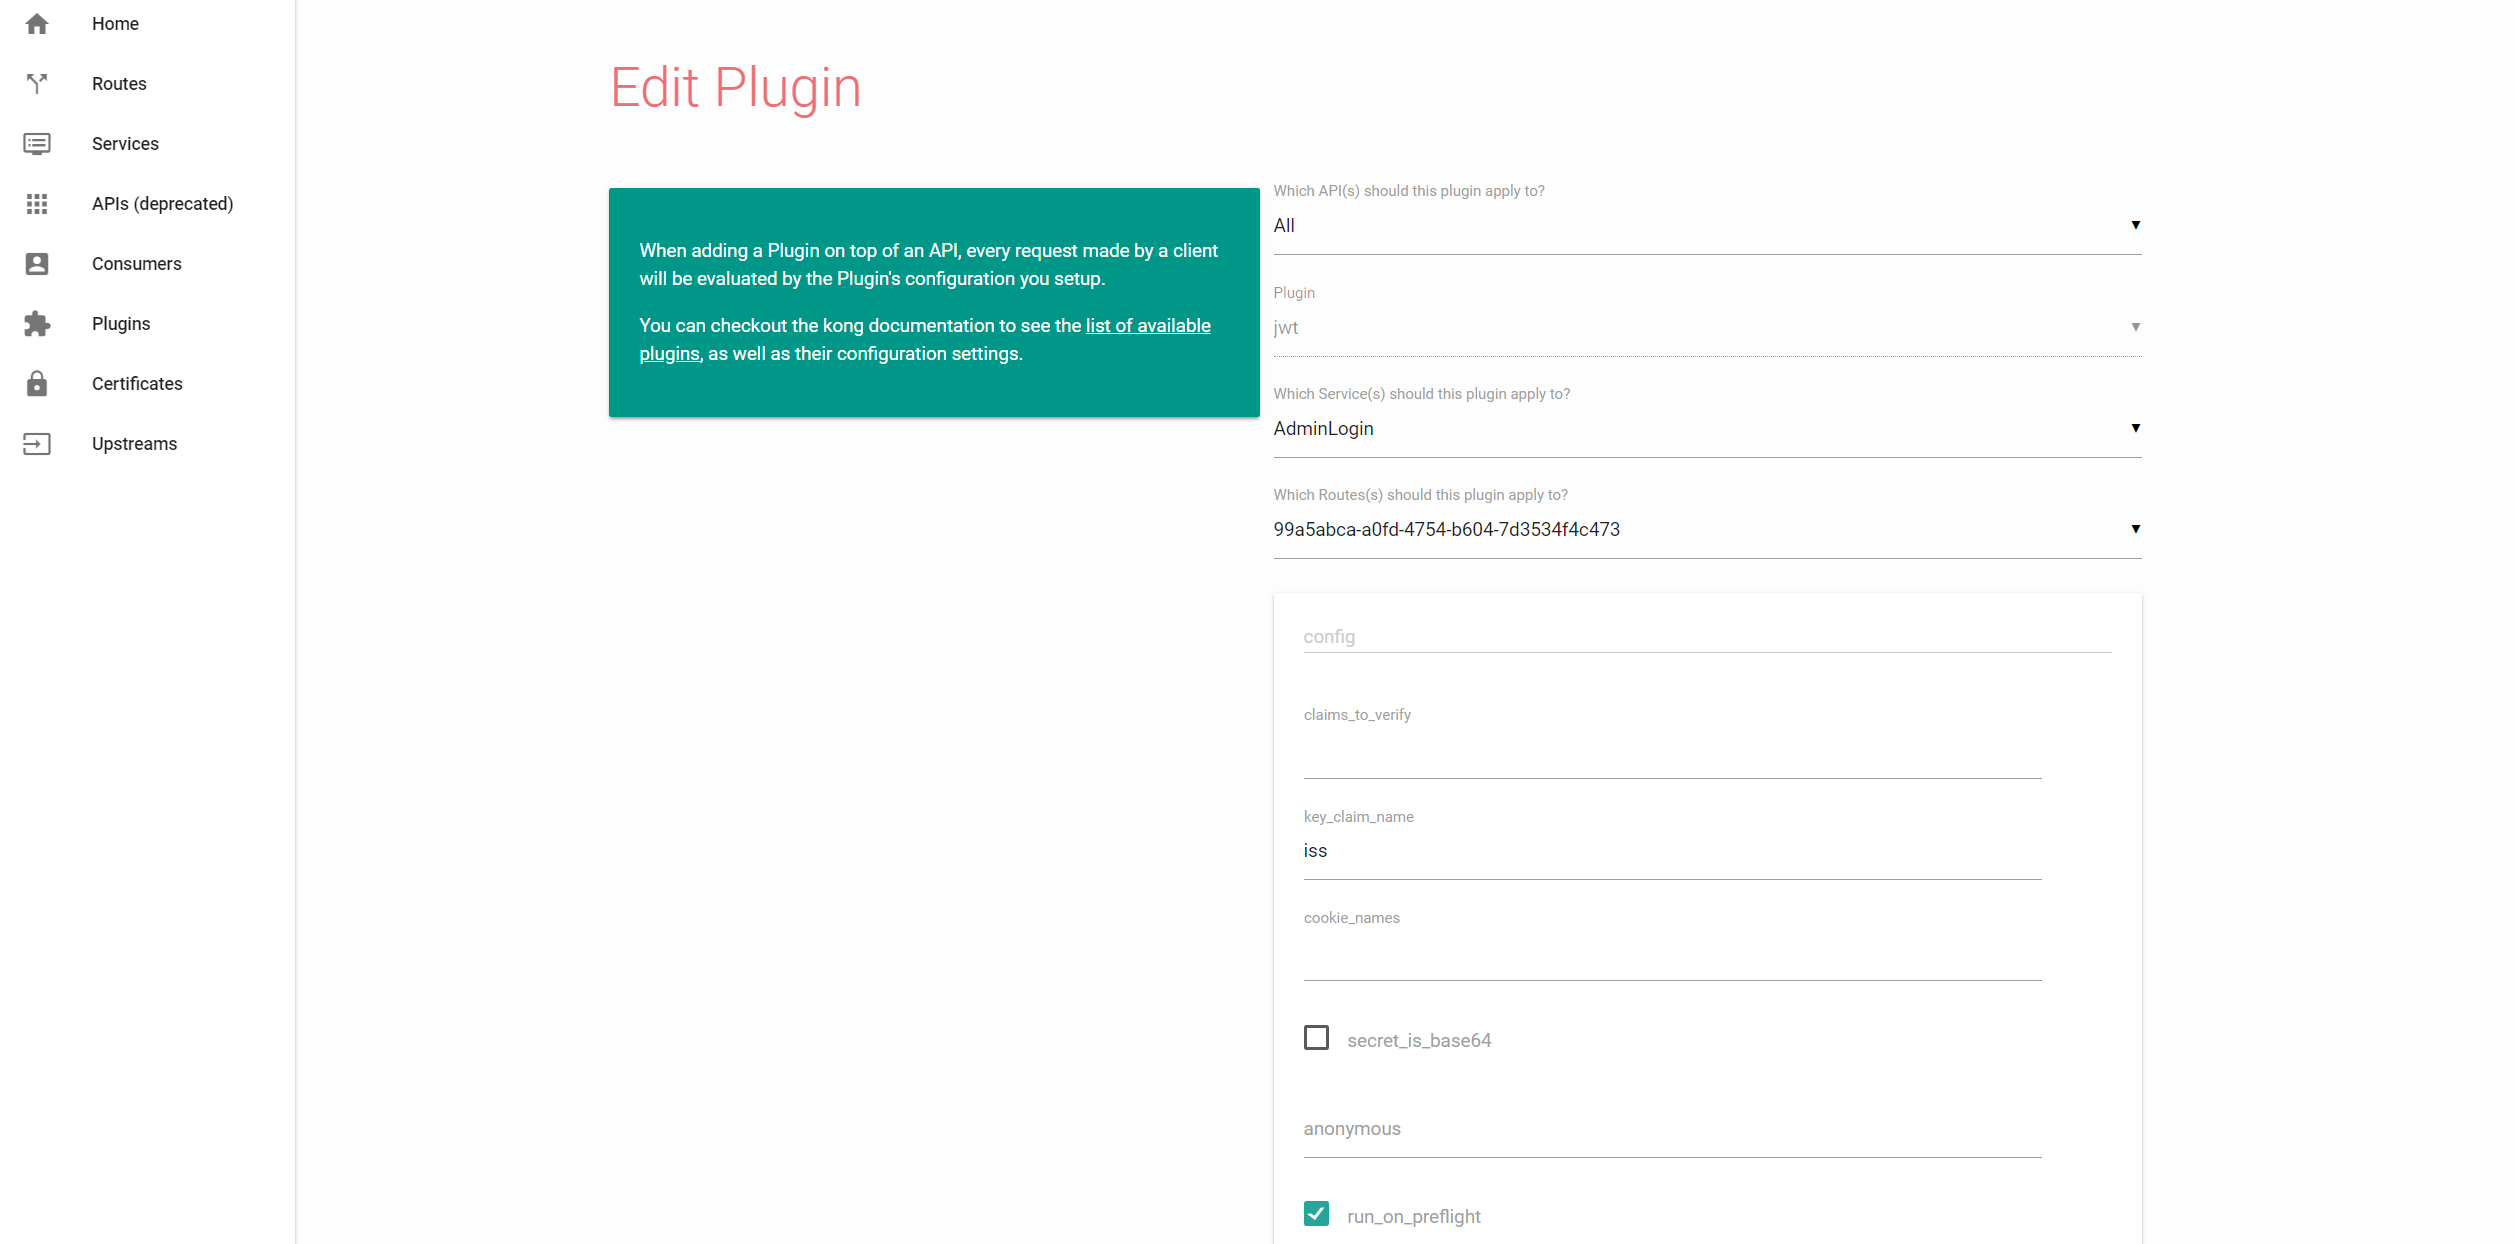 Home
Routes
Services
APIs (deprecated)
Consumers
Plugins
Certificates
Upstreams
Edit Plugin
When adding a Plugin on top of an API, every request made by a client
will be evaluated by the Plugin's configuration you setup.
You can checkout the kong documentation to see the list of available
plugins, as well as their configuration settings.
Which API(s) should this plugin apply to?
All
Plugin
jwt
Which Service(s) should this plugin apply to?
AdminLogin
Which Routes(s) should this plugin apply to?
99a5abca-a0fd-4754-b604-7d3534f4c473
config
claims_to_verify
key_claim_name
iss
cookie_names
secret_is_base64
anonymous
run_on_preflight